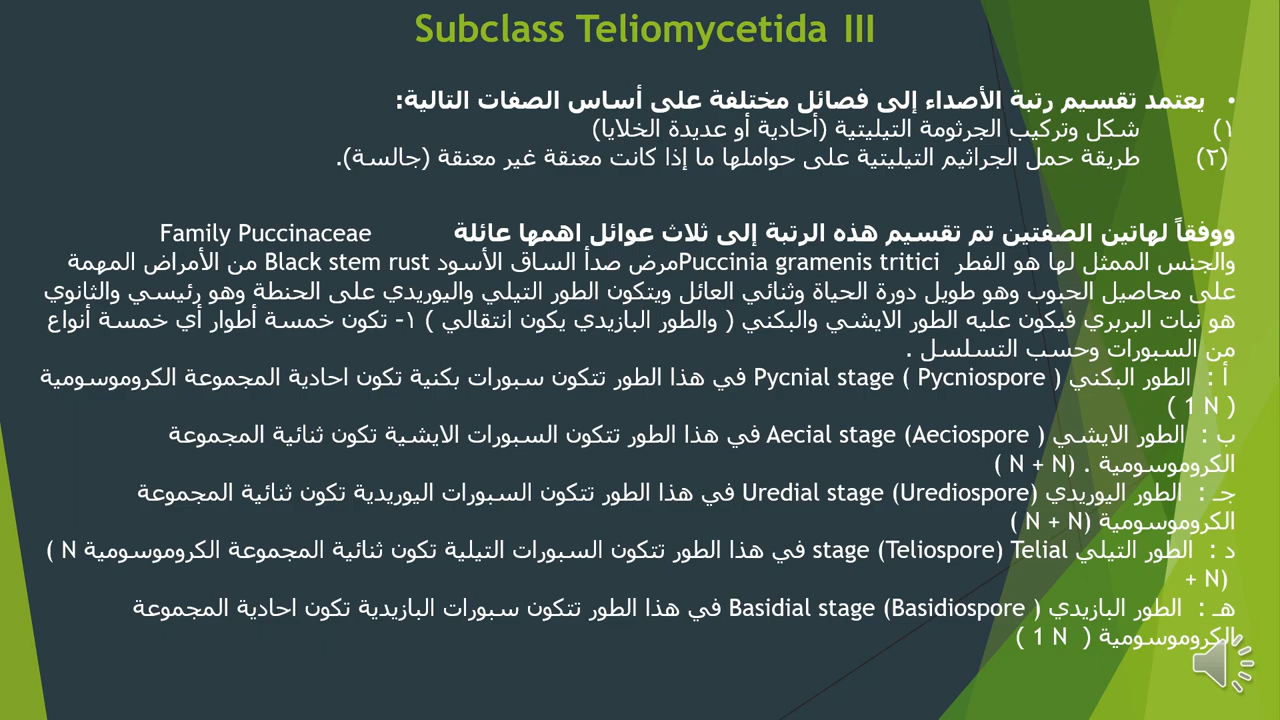 Subclass Teliomycetida III
• يعتمد تقسيم رتبة الأصداء إلى فصائل مختلفة على أساس الصفات التالية:
١) شكل وتركيب الجرثومة التيليتية (أحادية أو عديدة الخلايا)
٢) طريقة حمل الجراثيم التيليتية على حواملها ما إذا كانت معنقة غير معنقة (جالسة).
ووفقاً لهاتين الصفتين تم تقسيم هذه الرتبة إلى ثلاث عوائل اهمها عائلة Family Puccinaceae
والجنس الممثل لها هو الفطر Puccinia gramenis tritici مرض صدأ الساق الأسود Black stem rust من الأمراض المهمة
على محاصيل الحبوب وهو طويل دورة الحياة وثنائي العائل ويتكون الطور التيلي واليوريدي على الحنطة وهو رئيسي والثانوي
هو نبات البربري فيكون عليه الطور الايشي والبكني ( والطور البازيدي يكون انتقالي ) ١- تكون خمسة أطوار أي خمسة أنواع
من السبورات وحسب التسلسل .
أ : الطور البكني Pycnial stage ( Pycniospore ) في هذا الطور تتكون سبورات بكنية تكون احادية المجموعة الكروموسومية
( 1 N )
ب : الطور الايشي Aecial stage (Aeciospore ) في هذا الطور تتكون السبورات الايشية تكون ثنائية المجموعة
الكروموسومية . (N + N )
جـ : الطور اليوريدي Uredial stage (Urediospore) في هذا الطور تتكون السبورات اليوريدية تكون ثنائية المجموعة
الكروموسومية (N + N )
د : الطور التيلي stage (Teliospore) Telial في هذا الطور تتكون السبورات التيلية تكون ثنائية المجموعة الكروموسومية N )
+ N)
هـ : الطور البازيدي Basidial stage (Basidiospore ) في هذا الطور تتكون سبورات البازيدية تكون احادية المجموعة
الكروموسومية ( 1 N )